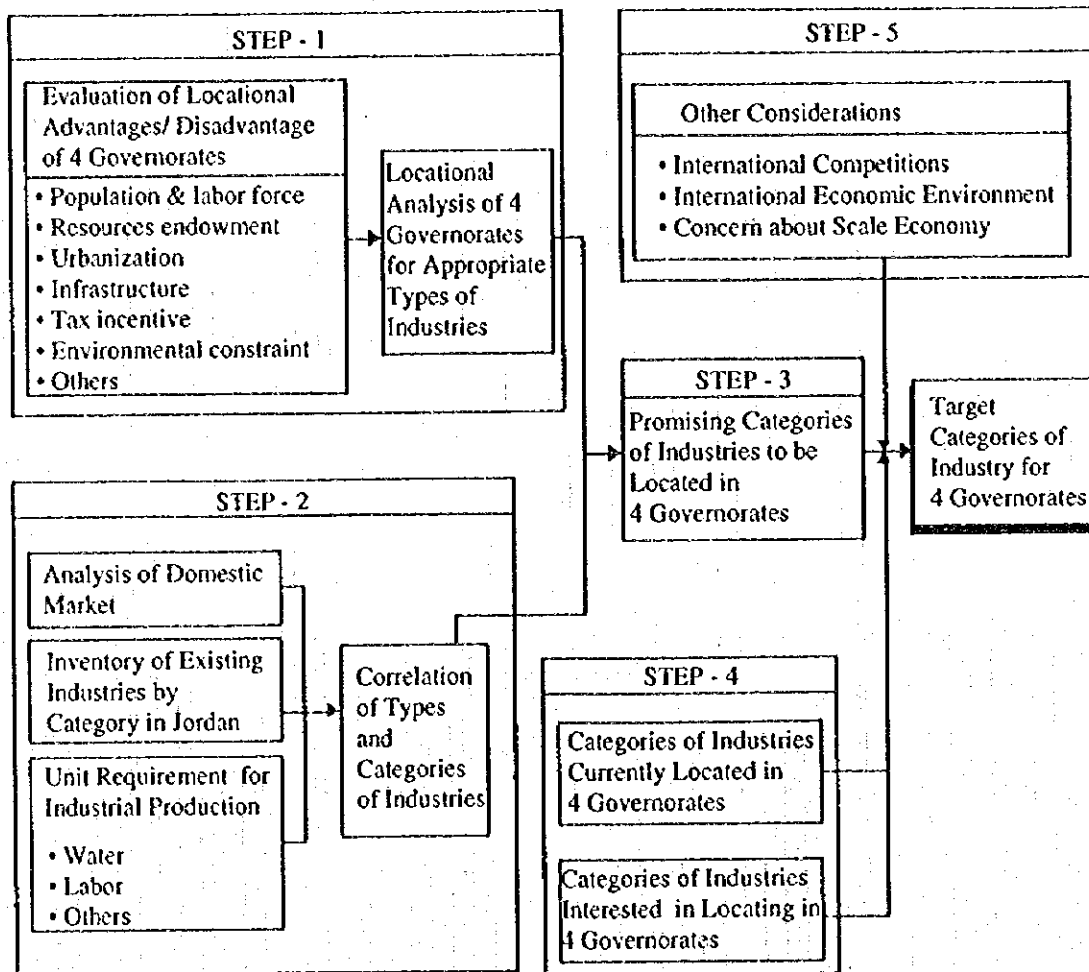 STEP - 1
Evaluation of Locational
Advantages/ Disadvantage
of 4 Governorates
• Population & labor force
• Resources endowment
• Urbanization
• Infrastructure
• Tax incentive
• Environmental constraint
• Others
Locational
Analysis of 4
Governorates
for Appropriate
Types of
Industries
STEP - 2
Analysis of Domestic
Market
Inventory of Existing
Industries by
Category in Jordan
Unit Requirement for
Industrial Production
• Water
• Labor
• Others
Correlation
of Types
and
Categories
of Industries
STEP - 5
Other Considerations
• International Competitions
• International Economic Environment
• Concern about Scale Economy
STEP - 3
Promising Categories
of Industries to be
Located in
4 Governorates
Target
Categories of
Industry for
4 Governorates
STEP - 4
Categories of Industries
Currently Located in
4 Governorates
Categories of Industries
Interested in Locating in
4 Governorates